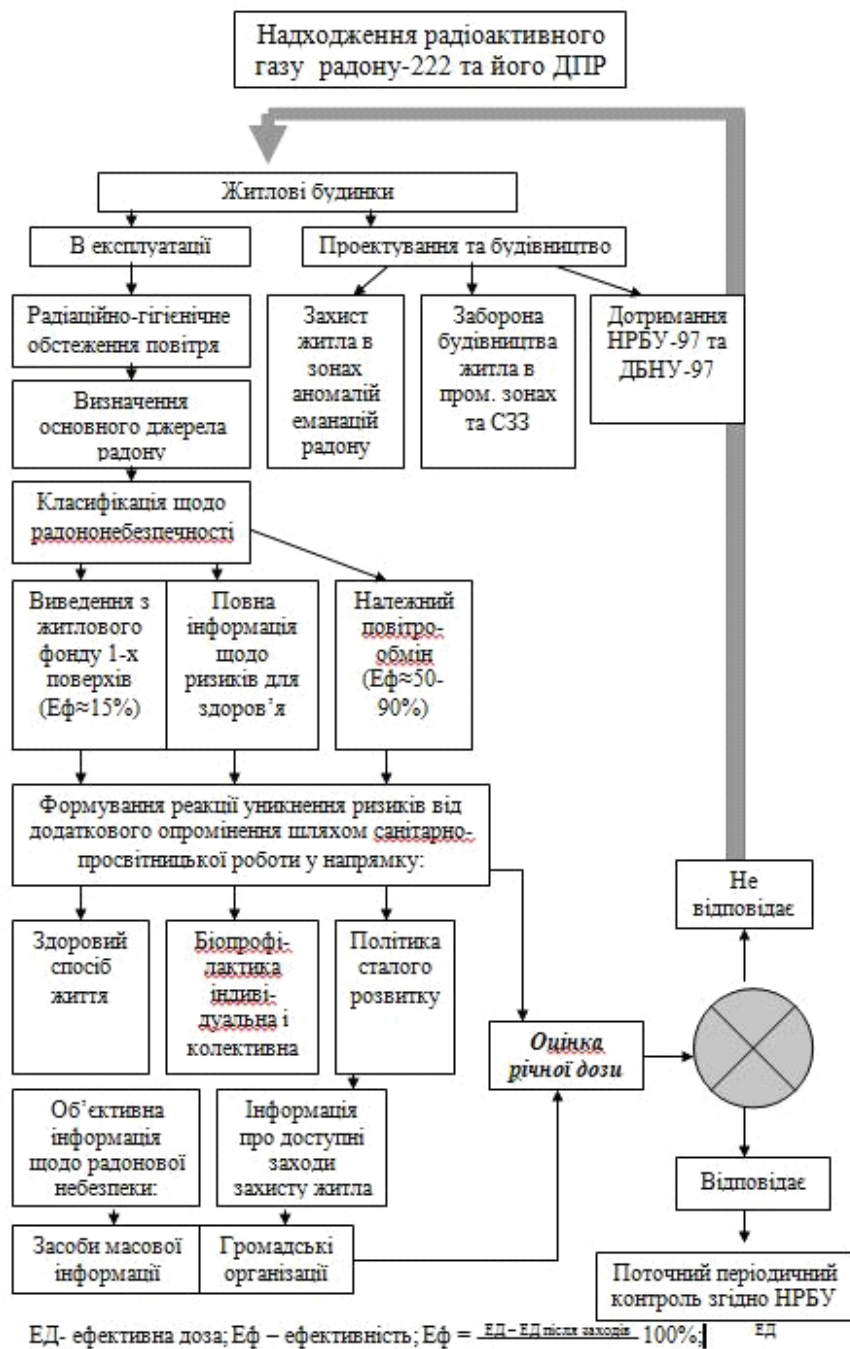 Надходження радіоактивного
газу радону-222 та його ДПР
Житлові будинки
В експлуатації
Проектування та будівництво
Радіаційно-гігієнічне
обстеження повітря
Захист
житла в
зонах
аномалій
еманацій
радону
Заборона
будівництва
житла в
пром. зонах
та СЗЗ
Дотримання
НРБУ-97 та
ДБНУ-97
Визначення
основного джерела
радону
Класифікація щодо
радононебезпечності
Виведення з
житлового
фонду 1-х
поверхів
(Еф≈15%)
Повна
інформація
щодо
ризиків для
здоров’я
Належний
повітро-
обмін
(Еф≈50-
90%)
Формування реакції уникнення ризиків від
додаткового опромінення шляхом санітарно-
просвітницької роботи у напрямку:
Не
відповідає
Здоровий
спосіб
життя
Біопрофі-
лактика
індиві-
дуальна і
колективна
Політика
сталого
розвитку
Оцінка
річної дози
Об’єктивна
інформація
щодо радонової
небезпеки:
Інформація
про доступні
заходи
захисту житла
Відповідає
Засоби масової
інформації
Громадські
організації
Поточний періодичний
контроль згідно НРБУ
ЕД- ефективна доза; Еф – ефективність; Еф = ЕД – ЕД після заходів 100%; ЕД